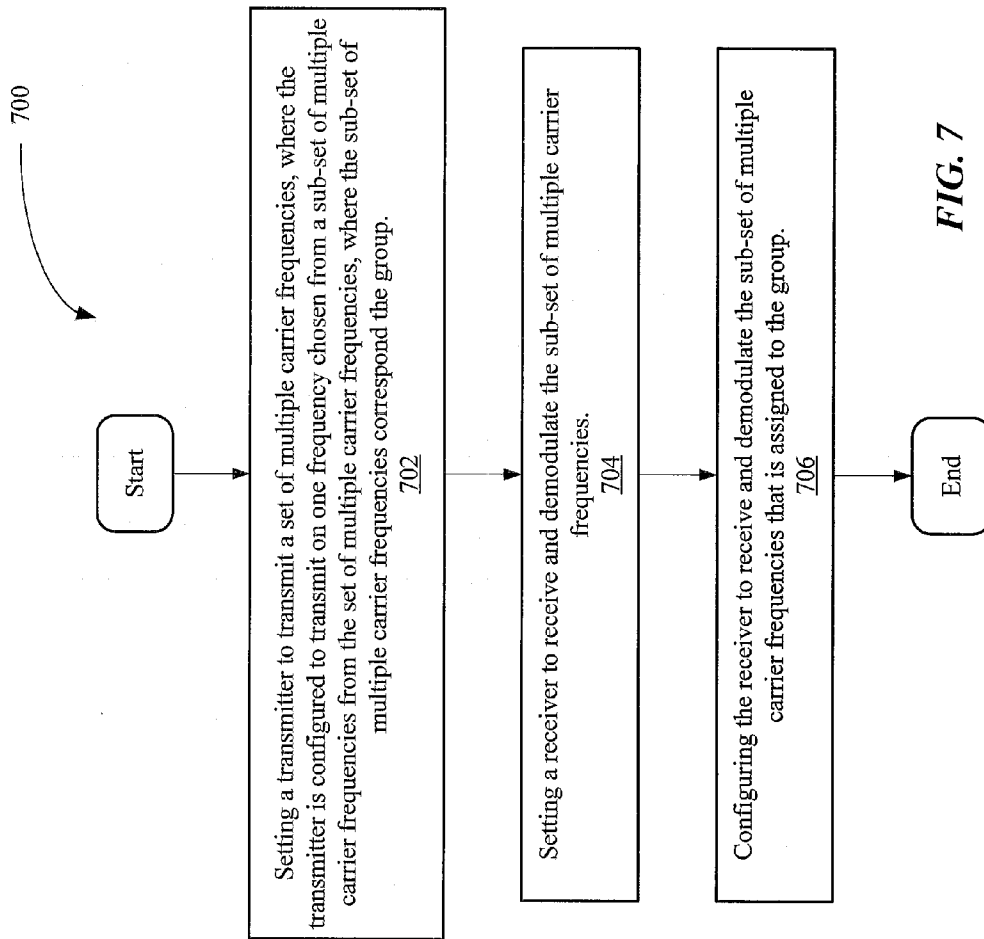 700
Start
Setting a transmitter to transmit a set of multiple carrier frequencies, where the
transmitter is configured to transmit on one frequency chosen from a sub-set of multiple
carrier frequencies from the set of multiple carrier frequencies, where the sub-set of
multiple carrier frequencies correspond the group.
702
Setting a receiver to receive and demodulate the sub-set of multiple carrier
frequencies.
704
Configuring the receiver to receive and demodulate the sub-set of multiple
carrier frequencies that is assigned to the group.
706
End
FIG. 7